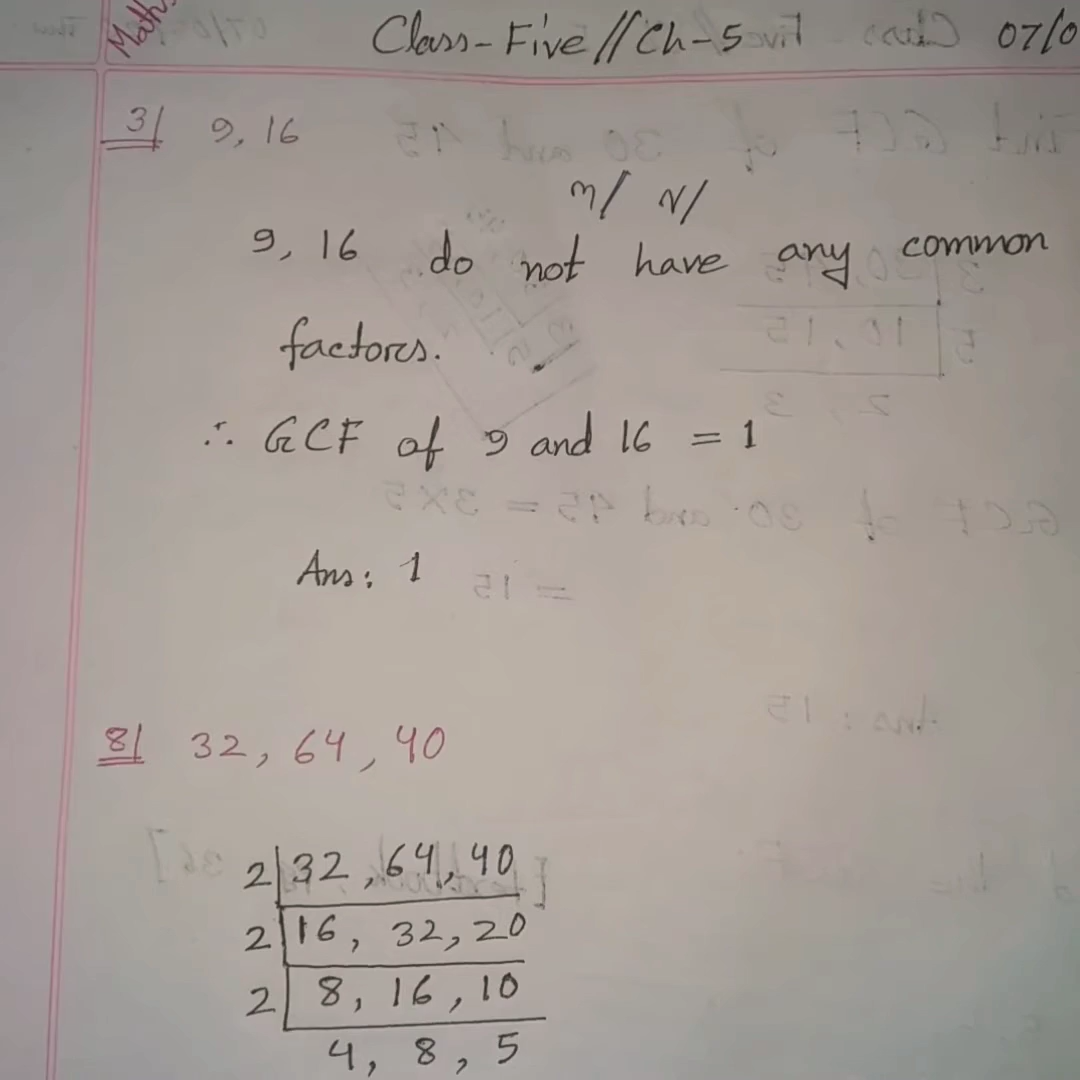 Maths
Class-Five//Ch-5 07/0
3/ 9, 16
9, 16 do not have any common
factors.
∴ GCF of 9 and 16 = 1
Ans: 1
8/ 32, 64, 40
2|32, 64, 40
2|16, 32, 20
2|8, 16, 10
4, 8, 5